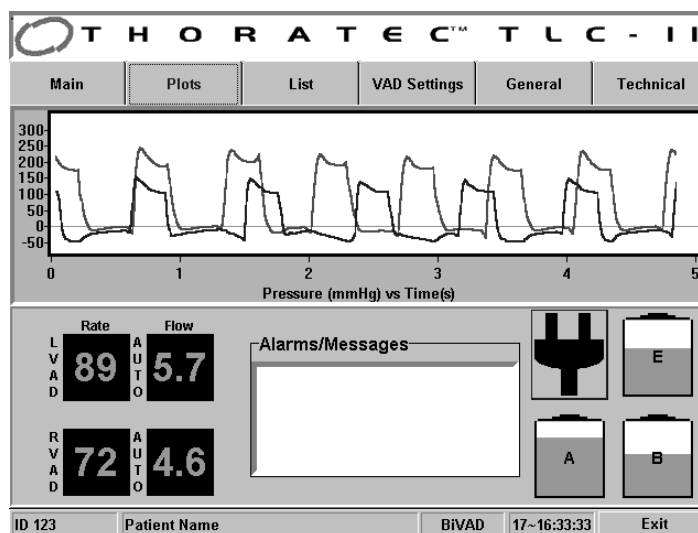 THORATEC™ TLC-II
Main Plots List VAD Settings General Technical
300
250
200
150
100
50
0
-50
0 1 2 3 4 5
Pressure (mmHg) vs Time(s)
Rate Flow
LVAD 89 AUTO 5.7
Alarms/Messages
E
RVAD 72 AUTO 4.6
A B
ID 123 Patient Name BiVAD 17~16:33:33 Exit